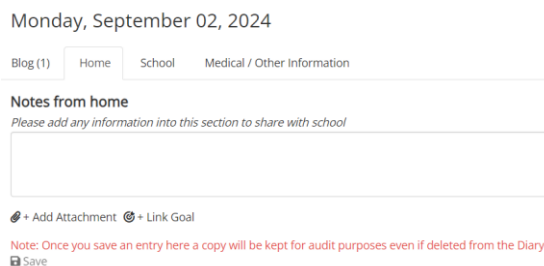 Monday, September 02, 2024
Blog (1) Home School Medical / Other Information
Notes from home
Please add any information into this section to share with school
+ Add Attachment + Link Goal
Note: Once you save an entry here a copy will be kept for audit purposes even if deleted from the Diary
Save